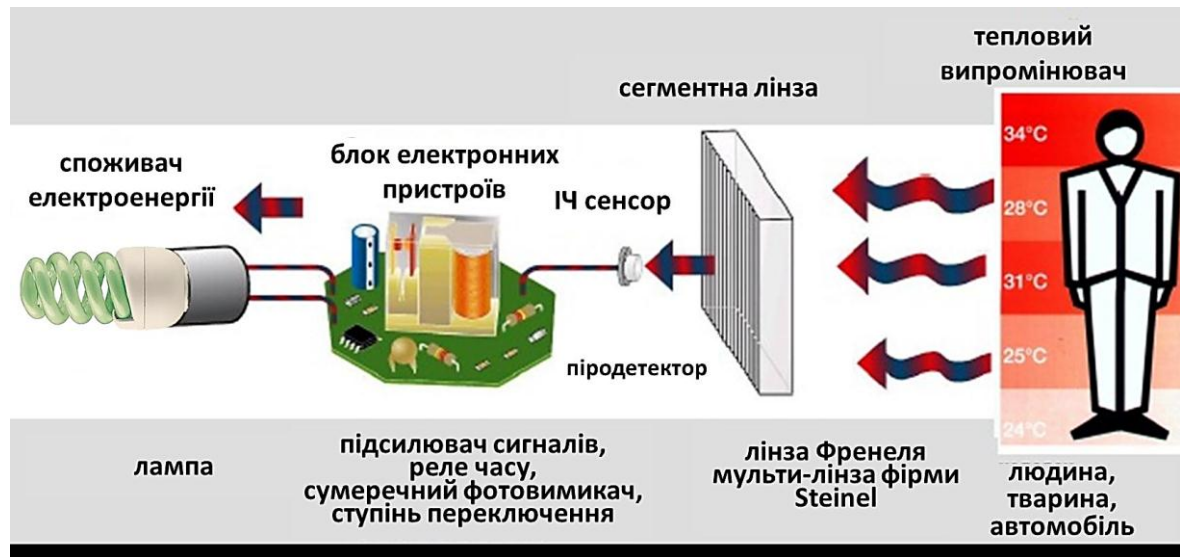 тепловий
випромінювач
сегментна лінза
споживач
електроенергії
блок електронних
пристроїв
ІЧ сенсор
піродетектор
34°C
28°C
31°C
25°C
24°C
лампа
підсилювач сигналів,
реле часу,
сумеречний фотовимикач,
ступінь переключення
лінза Френеля
мульти-лінза фірми
Steinel
людина,
тварина,
автомобіль